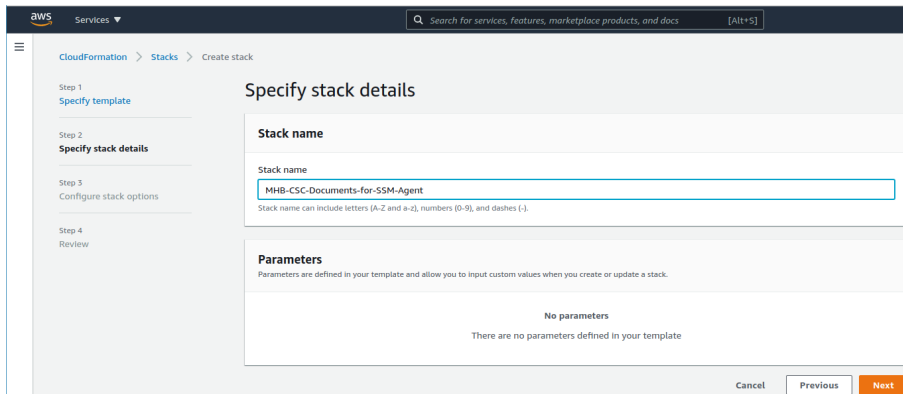 aws Services ▼ Search for services, features, marketplace products, and docs [Alt+S]
CloudFormation > Stacks > Create stack
Step 1
Specify template
Step 2
Specify stack details
Step 3
Configure stack options
Step 4
Review
Specify stack details
Stack name
Stack name
MHB-CSC-Documents-for-SSM-Agent
Stack name can include letters (A-Z and a-z), numbers (0-9), and dashes (-).
Parameters
Parameters are defined in your template and allow you to input custom values when you create or update a stack.
No parameters
There are no parameters defined in your template
Cancel Previous Next